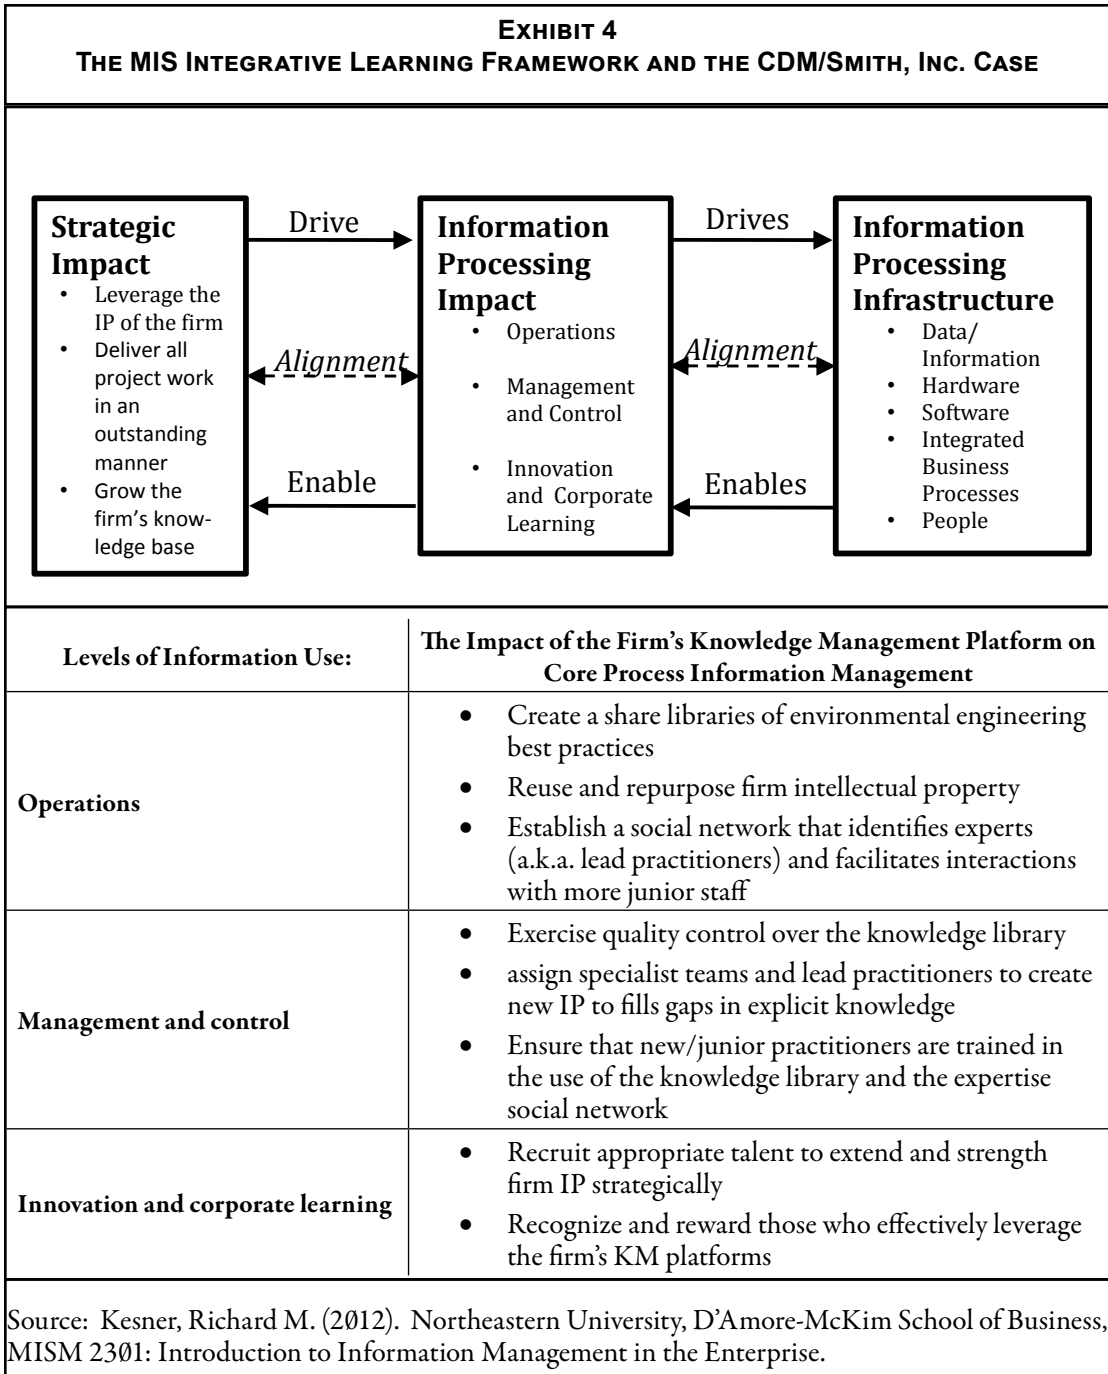 EXHIBIT 4
THE MIS INTEGRATIVE LEARNING FRAMEWORK AND THE CDM/SMITH, INC. CASE
Strategic
Impact
• Leverage the
IP of the firm
• Deliver all
project work
in an
outstanding
manner
• Grow the
firm's know-
ledge base
Drive
Alignment
Enable
Information
Processing
Impact
• Operations
• Management
and Control
• Innovation
and Corporate
Learning
Drives
Alignment
Enables
Information
Processing
Infrastructure
• Data/
Information
• Hardware
• Software
• Integrated
Business
Processes
• People
Levels of Information Use:
The Impact of the Firm's Knowledge Management Platform on
Core Process Information Management
Operations
• Create a share libraries of environmental engineering
best practices
• Reuse and repurpose firm intellectual property
• Establish a social network that identifies experts
(a.k.a. lead practitioners) and facilitates interactions
with more junior staff
Management and control
• Exercise quality control over the knowledge library
• assign specialist teams and lead practitioners to create
new IP to fills gaps in explicit knowledge
• Ensure that new/junior practitioners are trained in
the use of the knowledge library and the expertise
social network
Innovation and corporate learning
• Recruit appropriate talent to extend and strength
firm IP strategically
• Recognize and reward those who effectively leverage
the firm's KM platforms
Source: Kesner, Richard M. (2012). Northeastern University, D'Amore-McKim School of Business,
MISM 2301: Introduction to Information Management in the Enterprise.